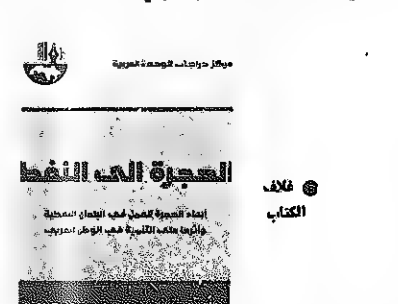 مركز دراسات الوحدة العربية
الهجرة إلى النفط
أبعاد الهجرة للعمل في البلدان النفطية
وأثرها على التنمية في الوطن العربي
غلاف
الكتاب